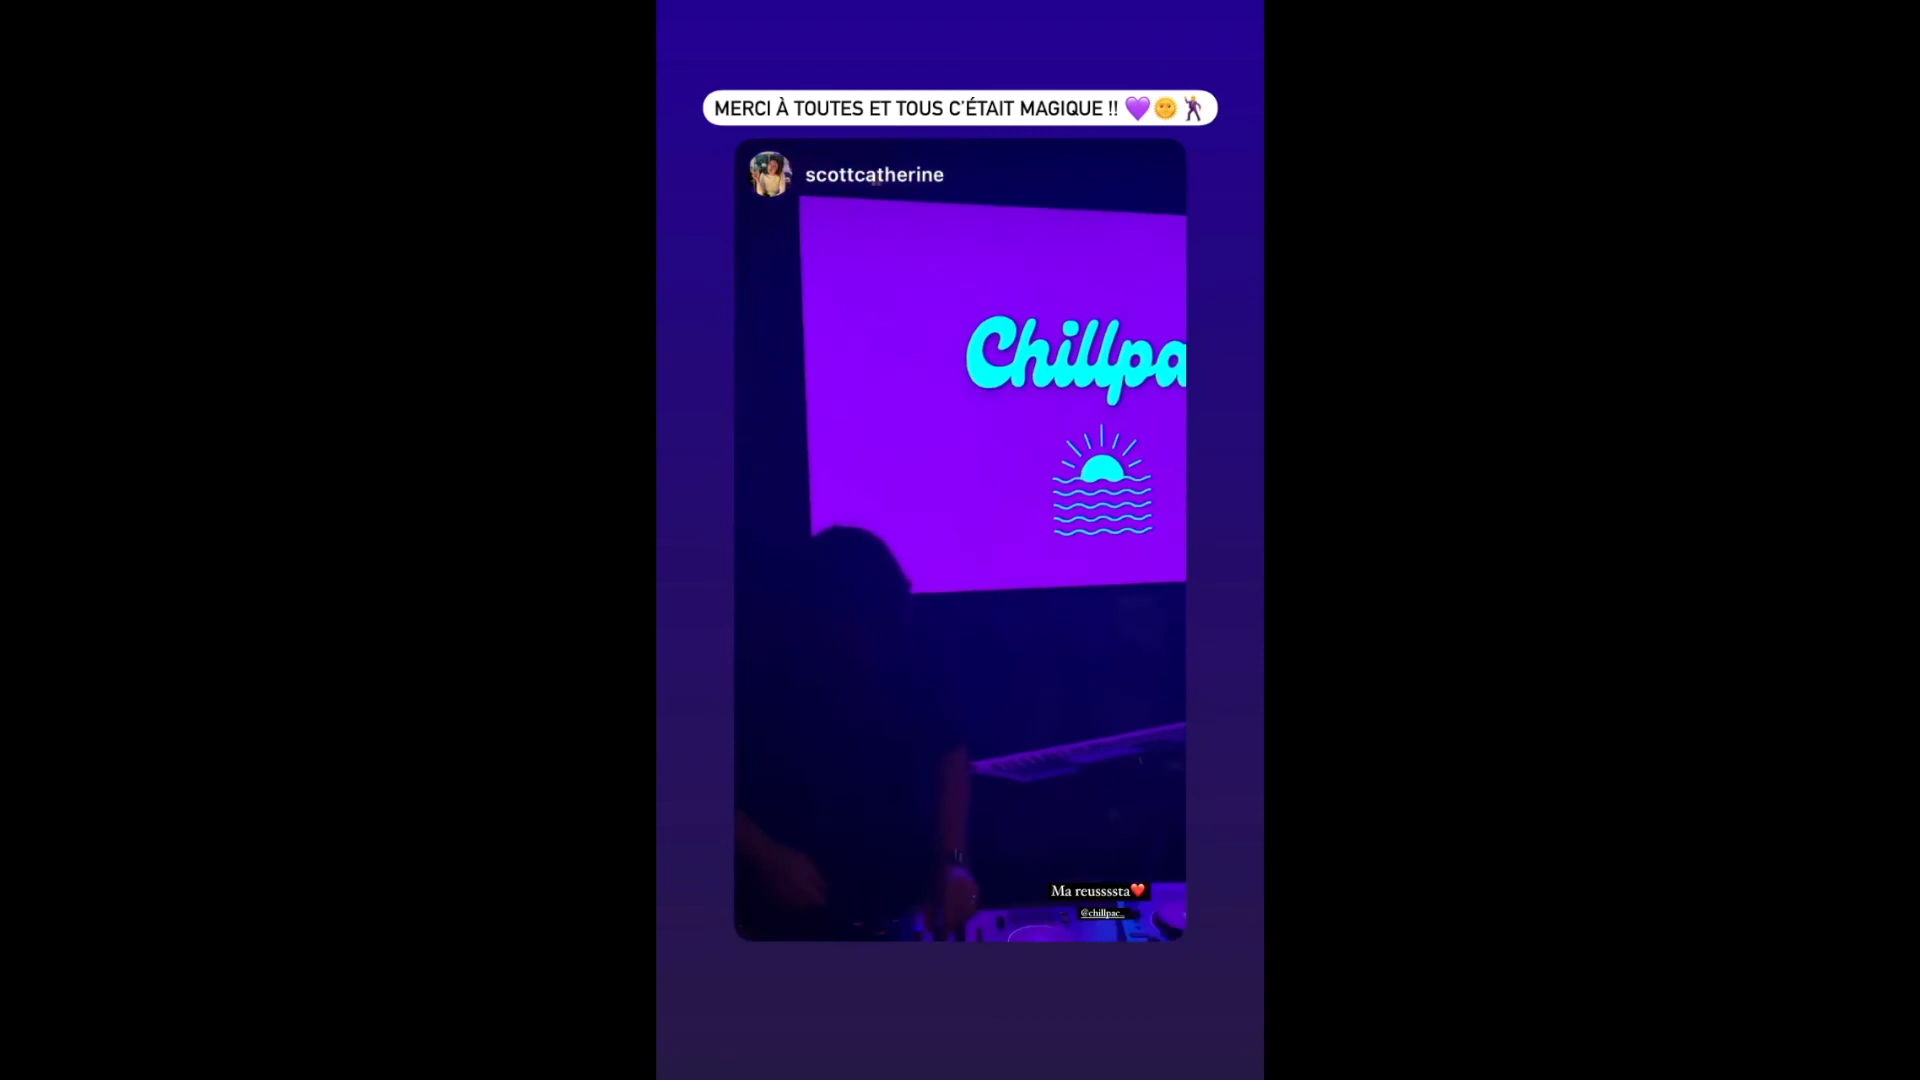 MERCI À TOUTES ET TOUS C'ÉTAIT MAGIQUE !! 💜🌝🕺
scottcatherine
Chillpa
Ma reussssta❤️
@chillpac_